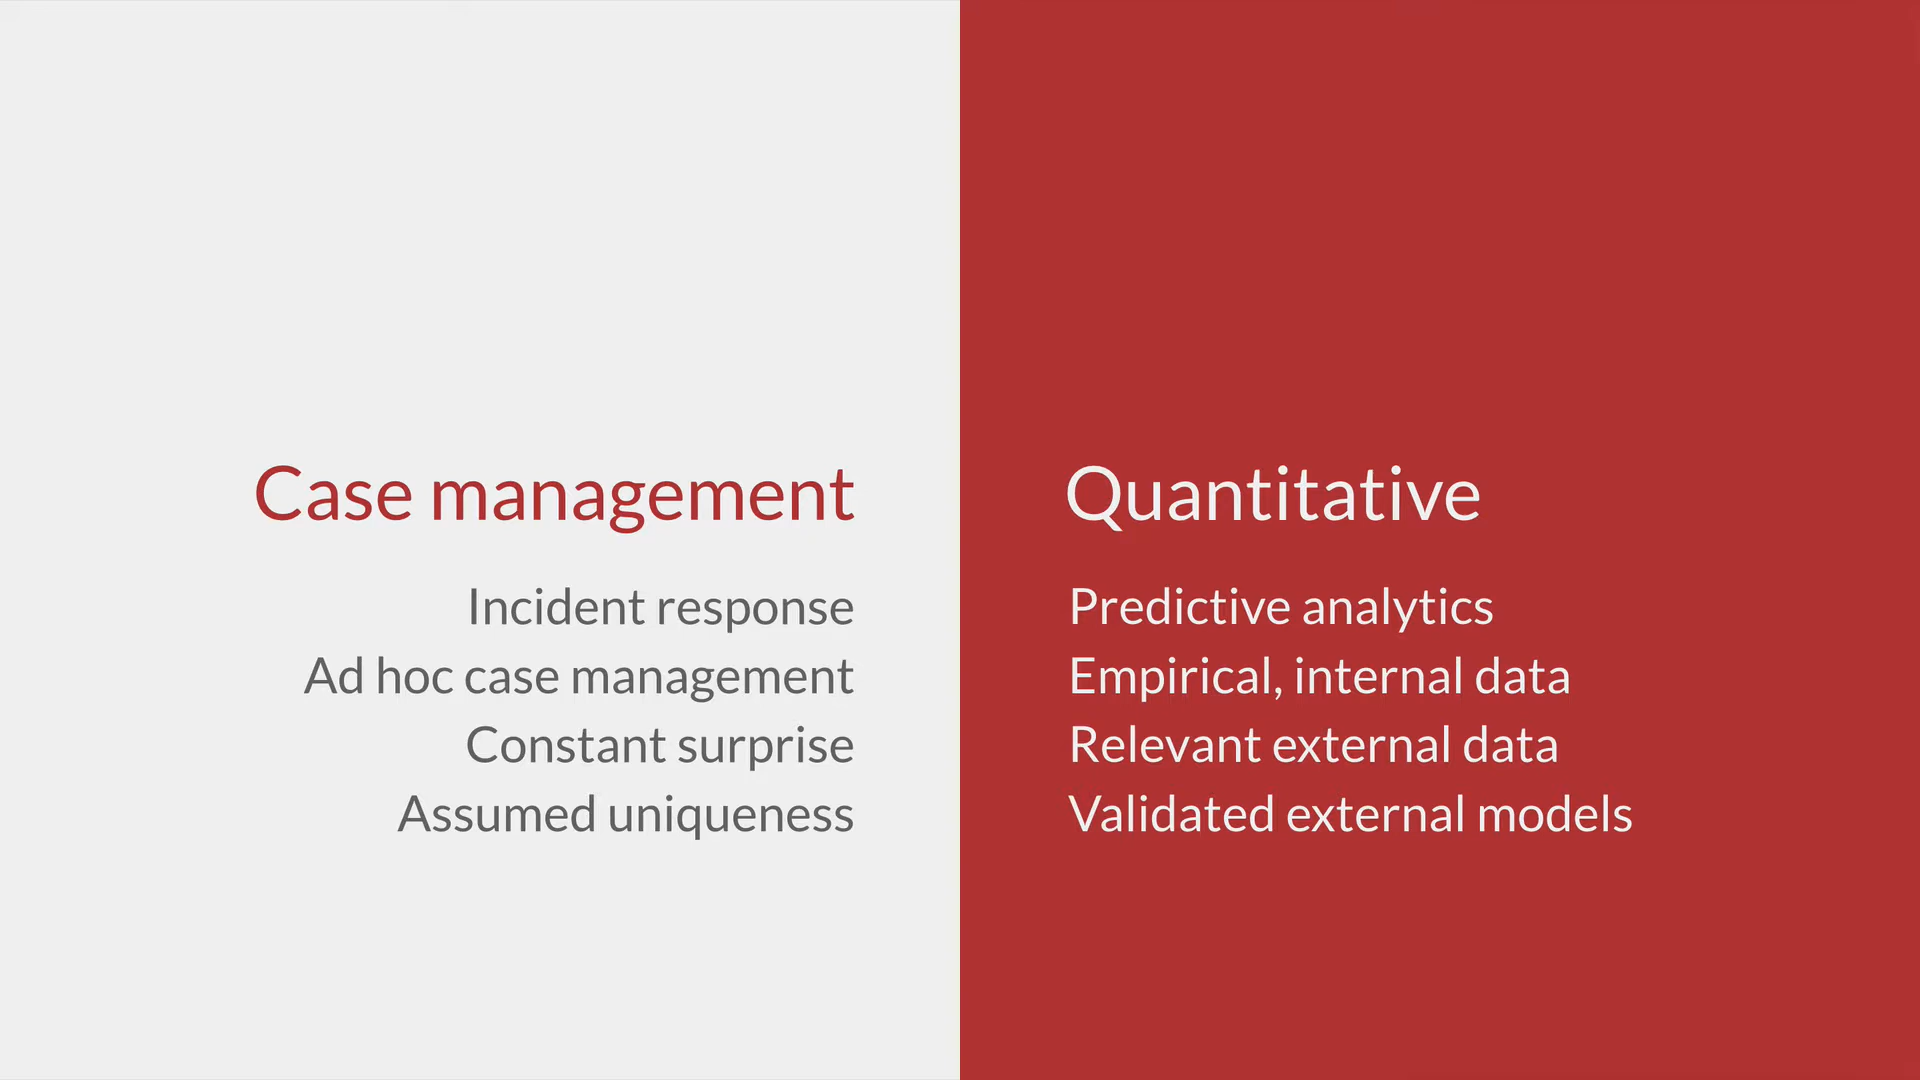 Case management
Incident response
Ad hoc case management
Constant surprise
Assumed uniqueness
Quantitative
Predictive analytics
Empirical, internal data
Relevant external data
Validated external models